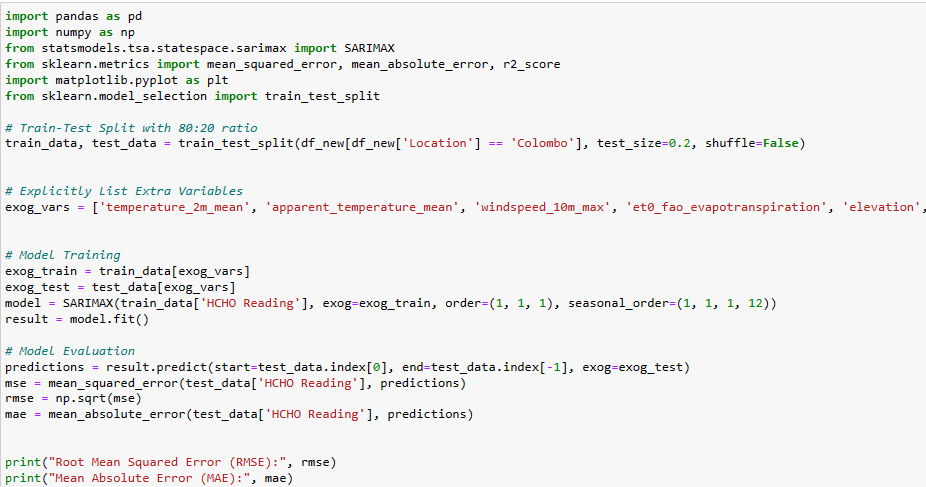 import pandas as pd
import numpy as np
from statsmodels.tsa.statespace.sarimax import SARIMAX
from sklearn.metrics import mean_squared_error, mean_absolute_error, r2_score
import matplotlib.pyplot as plt
from sklearn.model_selection import train_test_split
# Train-Test Split with 80:20 ratio
train_data, test_data = train_test_split(df_new[df_new['Location'] == 'Colombo'], test_size=0.2, shuffle=False)
# Explicitly List Extra Variables
exog_vars = ['temperature_2m_mean', 'apparent_temperature_mean', 'windspeed_10m_max', 'et0_fao_evapotranspiration', 'elevation',
# Model Training
exog_train = train_data[exog_vars]
exog_test = test_data[exog_vars]
model = SARIMAX(train_data['HCHO Reading'], exog=exog_train, order=(1, 1, 1), seasonal_order=(1, 1, 1, 12))
result = model.fit()
# Model Evaluation
predictions = result.predict(start=test_data.index[0], end=test_data.index[-1], exog=exog_test)
mse = mean_squared_error(test_data['HCHO Reading'], predictions)
rmse = np.sqrt(mse)
mae = mean_absolute_error(test_data['HCHO Reading'], predictions)
print("Root Mean Squared Error (RMSE):", rmse)
print("Mean Absolute Error (MAE):", mae)